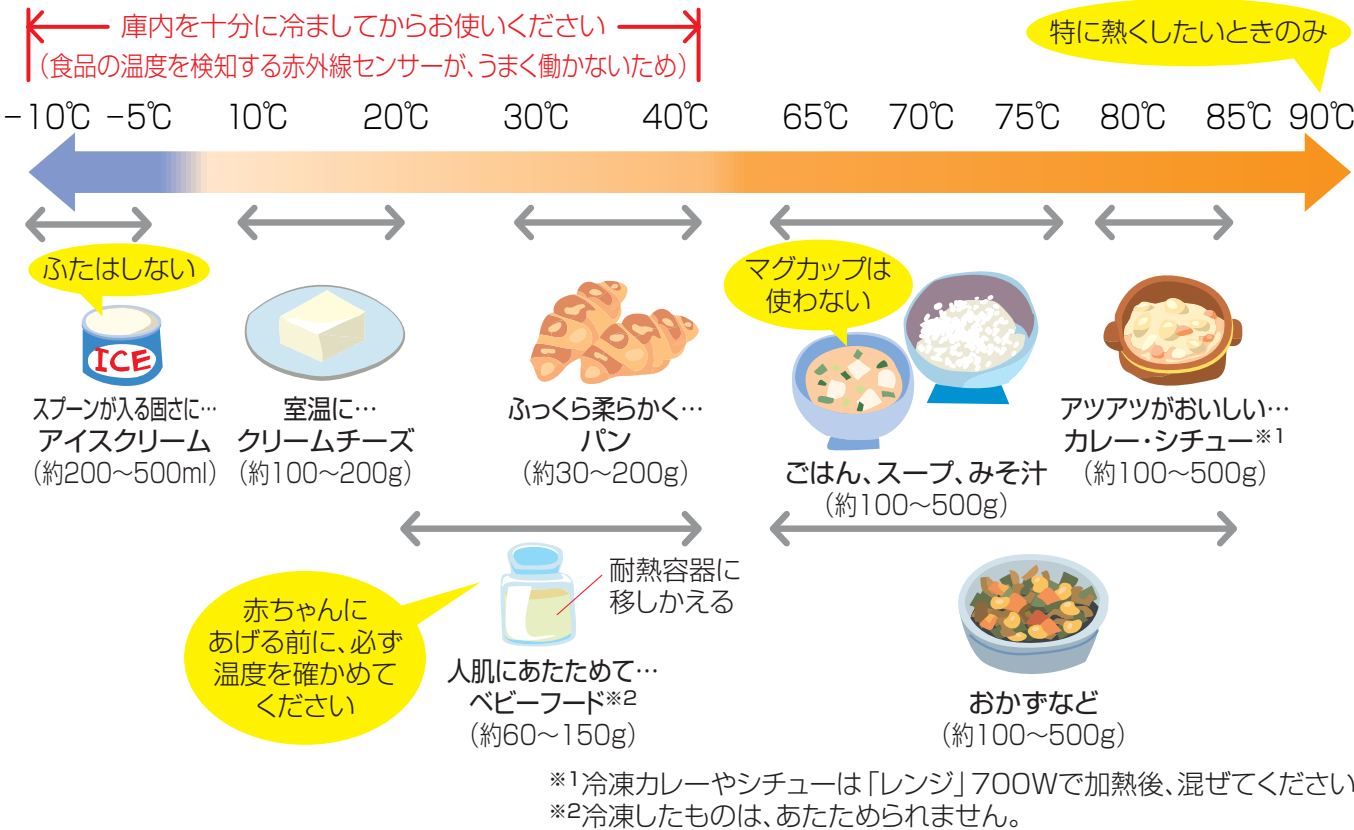 庫内を十分に冷ましてからお使いください
（食品の温度を検知する赤外線センサーが、うまく働かないため）
特に熱くしたいときのみ
−10℃ −5℃ 10℃ 20℃ 30℃ 40℃ 65℃ 70℃ 75℃ 80℃ 85℃ 90℃
ふたはしない
ICE
スプーンが入る固さに…
アイスクリーム
（約200〜500ml）
室温に…
クリームチーズ
（約100〜200g）
ふっくら柔らかく…
パン
（約30〜200g）
マグカップは
使わない
ごはん、スープ、みそ汁
（約100〜500g）
アツアツがおいしい…
カレー・シチュー※1
（約100〜500g）
赤ちゃんに
あげる前に、必ず
温度を確かめて
ください
耐熱容器に
移しかえる
人肌にあたためて…
ベビーフード※2
（約60〜150g）
おかずなど
（約100〜500g）
※1冷凍カレーやシチューは「レンジ」700Wで加熱後、混ぜてください
※2冷凍したものは、あたためられません。